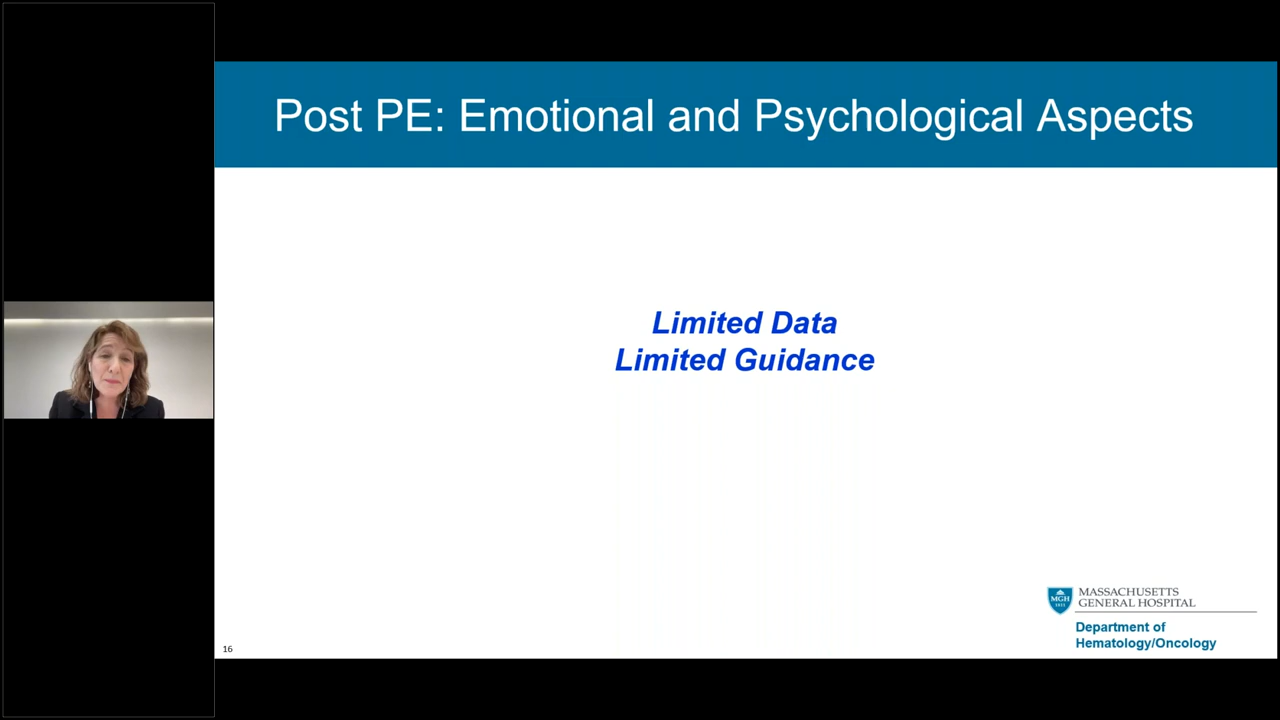 Post PE: Emotional and Psychological Aspects
Limited Data
Limited Guidance
MGH
1811
MASSACHUSETTS
GENERAL HOSPITAL
Department of
Hematology/Oncology
16